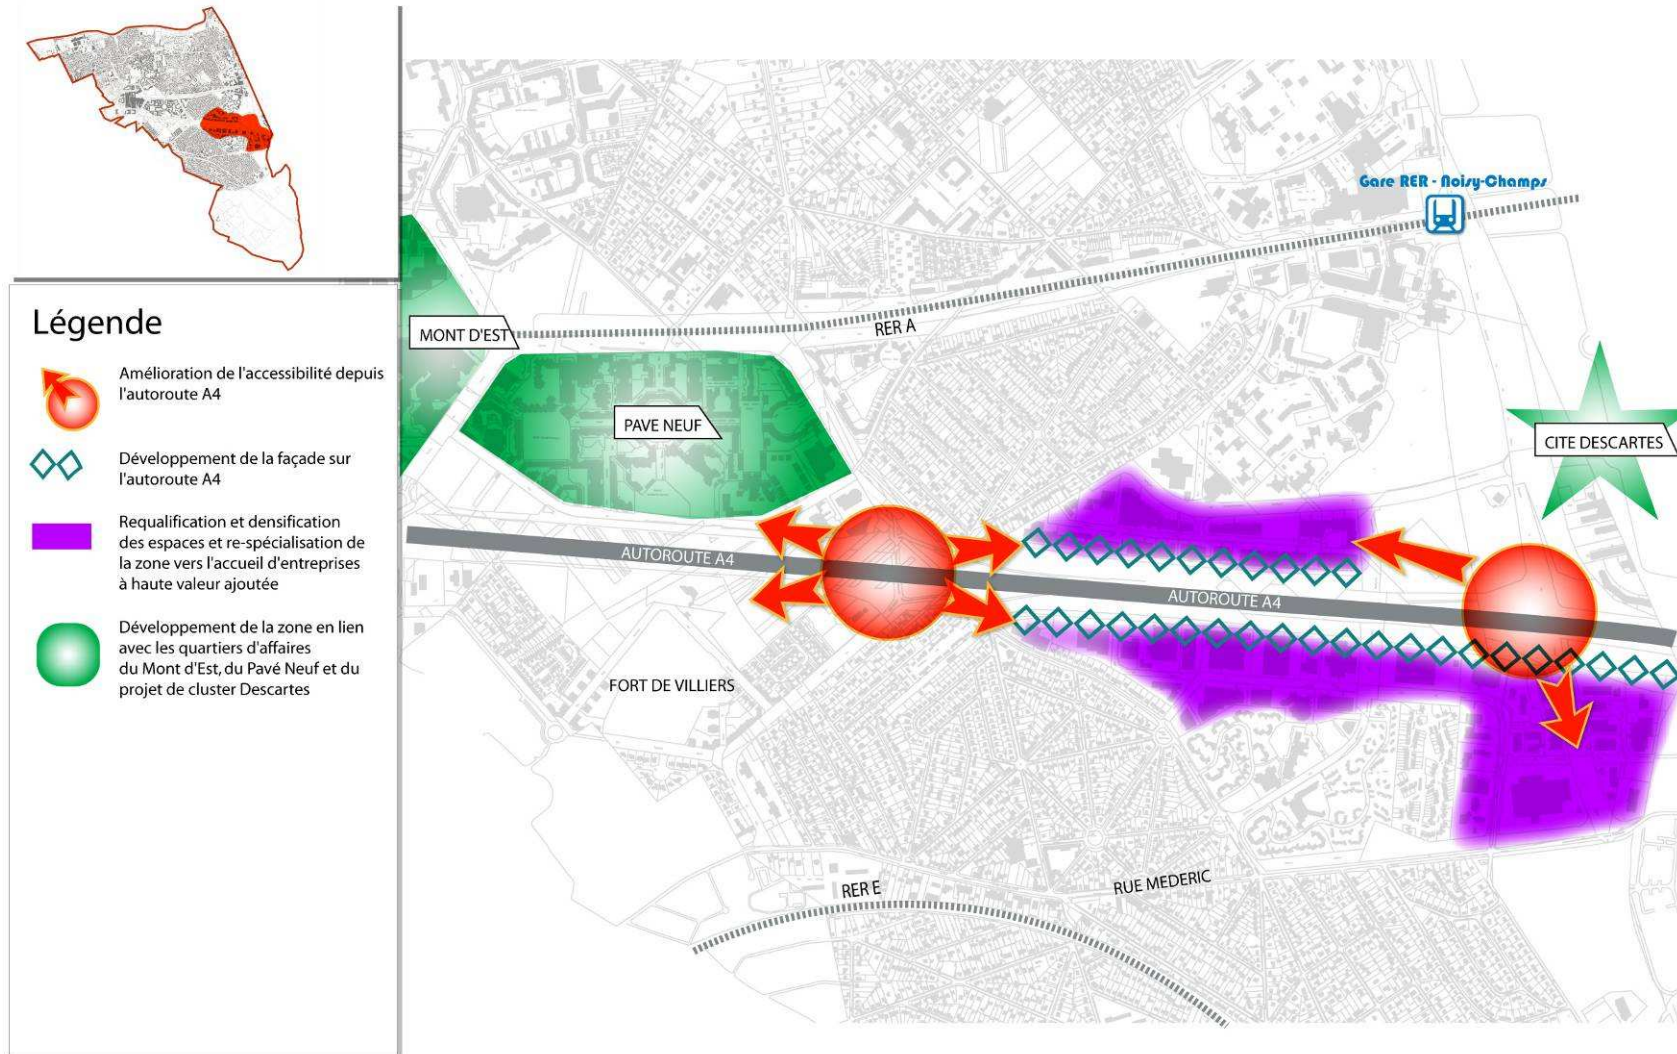 Légende
Amélioration de l'accessibilité depuis
l'autoroute A4
Développement de la façade sur
l'autoroute A4
Requalification et densification
des espaces et re-spécialisation de
la zone vers l'accueil d'entreprises
à haute valeur ajoutée
Développement de la zone en lien
avec les quartiers d'affaires
du Mont d'Est, du Pavé Neuf et du
projet de cluster Descartes
Gare RER - Noisy-Champs
MONT D'EST
RER A
PAVE NEUF
CITE DESCARTES
AUTOROUTE A4
AUTOROUTE A4
FORT DE VILLIERS
RER E
RUE MEDERIC